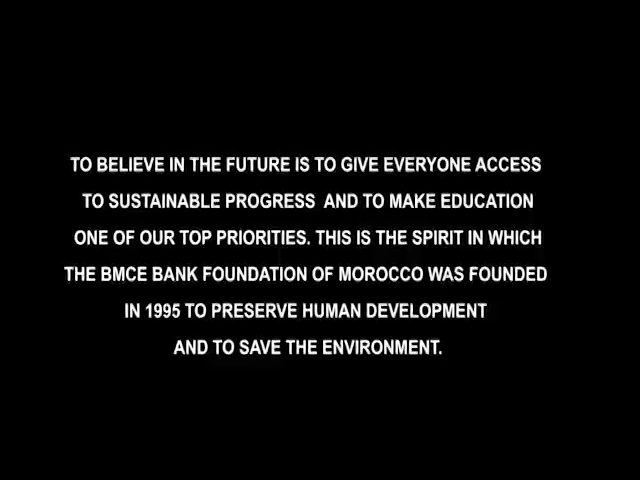 TO BELIEVE IN THE FUTURE IS TO GIVE EVERYONE ACCESS
TO SUSTAINABLE PROGRESS AND TO MAKE EDUCATION
ONE OF OUR TOP PRIORITIES. THIS IS THE SPIRIT IN WHICH
THE BMCE BANK FOUNDATION OF MOROCCO WAS FOUNDED
IN 1995 TO PRESERVE HUMAN DEVELOPMENT
AND TO SAVE THE ENVIRONMENT.